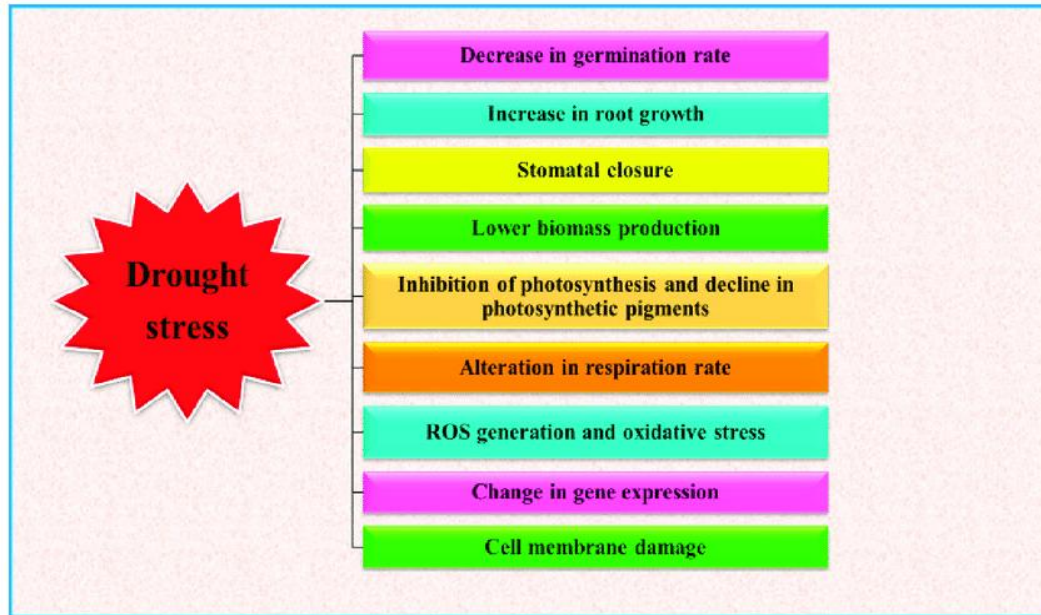 Decrease in germination rate
Increase in root growth
Stomatal closure
Lower biomass production
Drought
stress
Inhibition of photosynthesis and decline in
photosynthetic pigments
Alteration in respiration rate
ROS generation and oxidative stress
Change in gene expression
Cell membrane damage